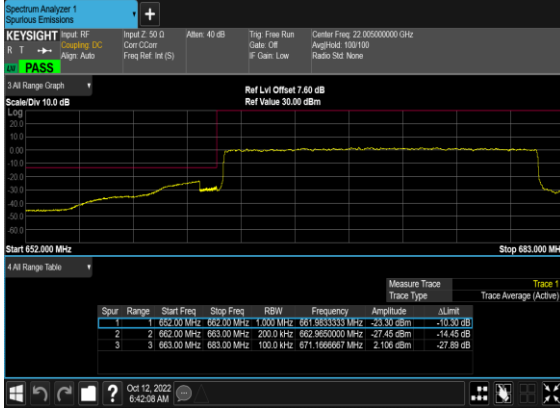 Spectrum Analyzer 1
Spurious Emissions
+
KEYSIGHT Input: RF Input Z: 50 Ω Atten: 40 dB Trig: Free Run Center Freq: 22.005000000 GHz
R T Coupling: DC Corr CCorr Gate: Off Avg|Hold: 100/100
Align: Auto Freq Ref: Int (S) IF Gain: Low Radio Std: None
PASS
3 All Range Graph
Ref Lvl Offset 7.60 dB
Scale/Div 10.0 dB Ref Value 30.00 dBm
Log
20.0
10.0
0.00
-10.0
-20.0
-30.0
-40.0
-50.0
-60.0
Start 652.000 MHz Stop 683.000 MH
4 All Range Table
Measure Trace Trace 1
Trace Type Trace Average (Active)
Spur Range Start Freq Stop Freq RBW Frequency Amplitude ΔLimit
1 1 652.00 MHz 662.00 MHz 1.000 MHz 661.9833333 MHz -23.30 dBm -10.30 dB
2 2 662.00 MHz 663.00 MHz 200.0 kHz 662.9650000 MHz -27.45 dBm -14.45 dB
3 3 663.00 MHz 683.00 MHz 100.0 kHz 671.1666667 MHz 2.106 dBm -27.89 dB
? Oct 12, 2022
6:42:08 AM